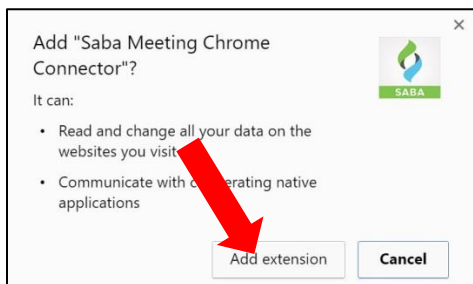 Add "Saba Meeting Chrome
Connector"?
SABA
It can:
• Read and change all your data on the
websites you visit
• Communicate with native
applications
Add extension
Cancel